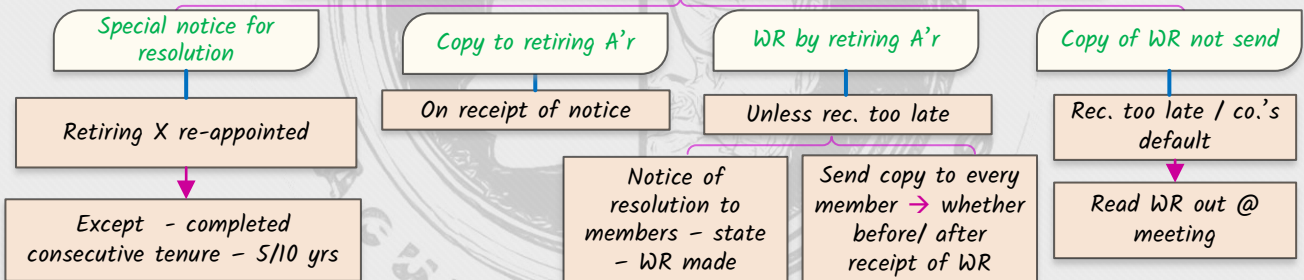 Special notice for
resolution
Retiring X re-appointed
Except - completed
consecutive tenure – 5/10 yrs
Copy to retiring A’r
On receipt of notice
WR by retiring A’r
Unless rec. too late
Notice of
resolution to
members – state
– WR made
Send copy to every
member → whether
before/ after
receipt of WR
Copy of WR not send
Rec. too late / co.’s
default
Read WR out @
meeting